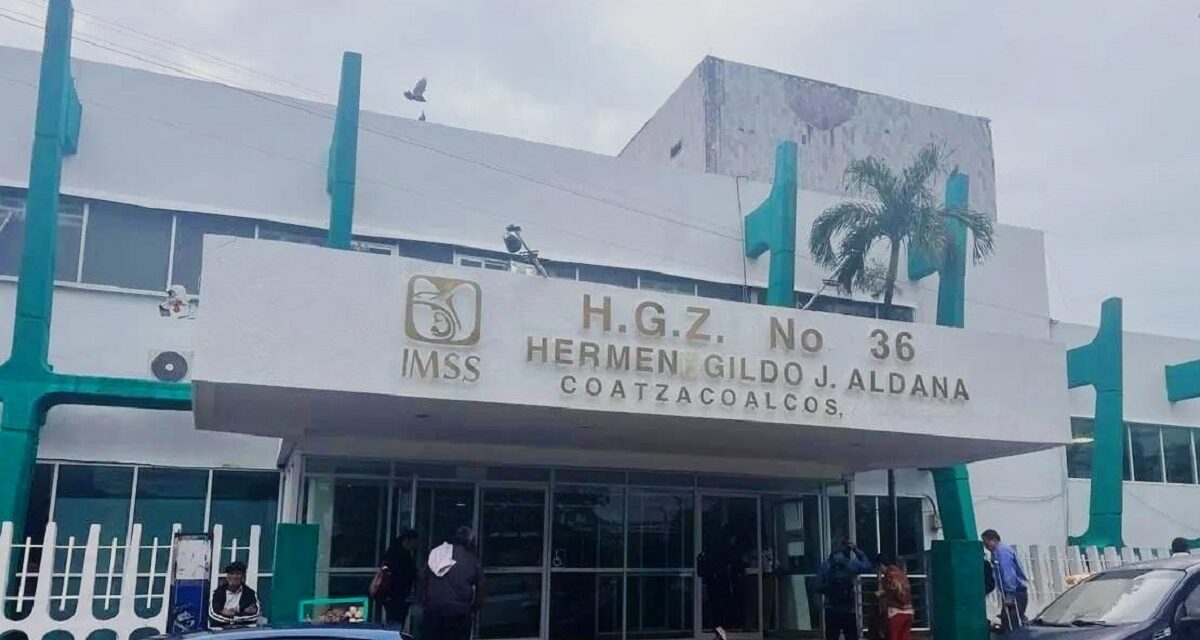 IMSS
H.G.Z. No 36
HERMENEGILDO J. ALDANA
COATZACOALCOS,